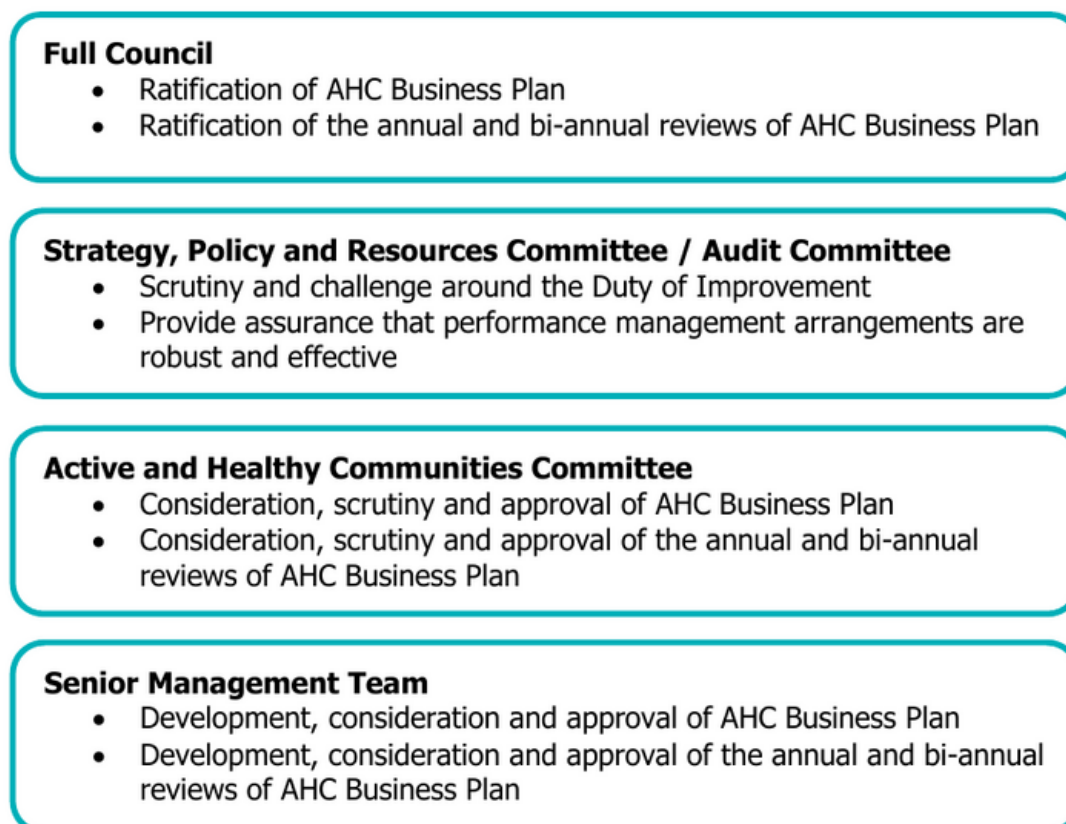 Full Council
• Ratification of AHC Business Plan
• Ratification of the annual and bi-annual reviews of AHC Business Plan
Strategy, Policy and Resources Committee / Audit Committee
• Scrutiny and challenge around the Duty of Improvement
• Provide assurance that performance management arrangements are
robust and effective
Active and Healthy Communities Committee
• Consideration, scrutiny and approval of AHC Business Plan
• Consideration, scrutiny and approval of the annual and bi-annual
reviews of AHC Business Plan
Senior Management Team
• Development, consideration and approval of AHC Business Plan
• Development, consideration and approval of the annual and bi-annual
reviews of AHC Business Plan